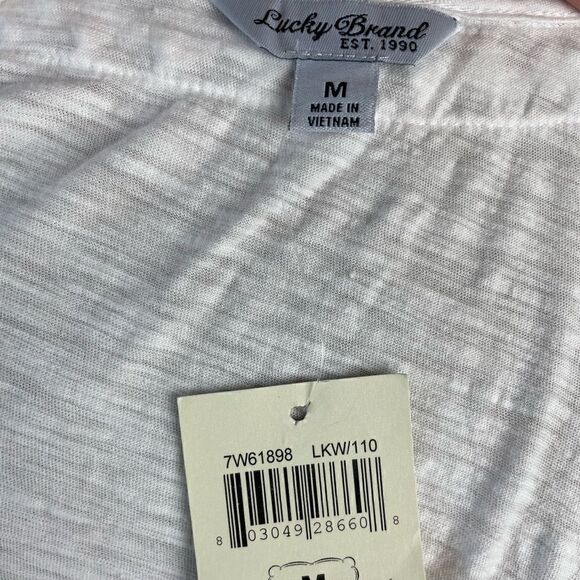 Lucky Brand
EST. 1990
M
MADE IN
VIETNAM
7W61898 LKW/110
8 03049 28660 8
M